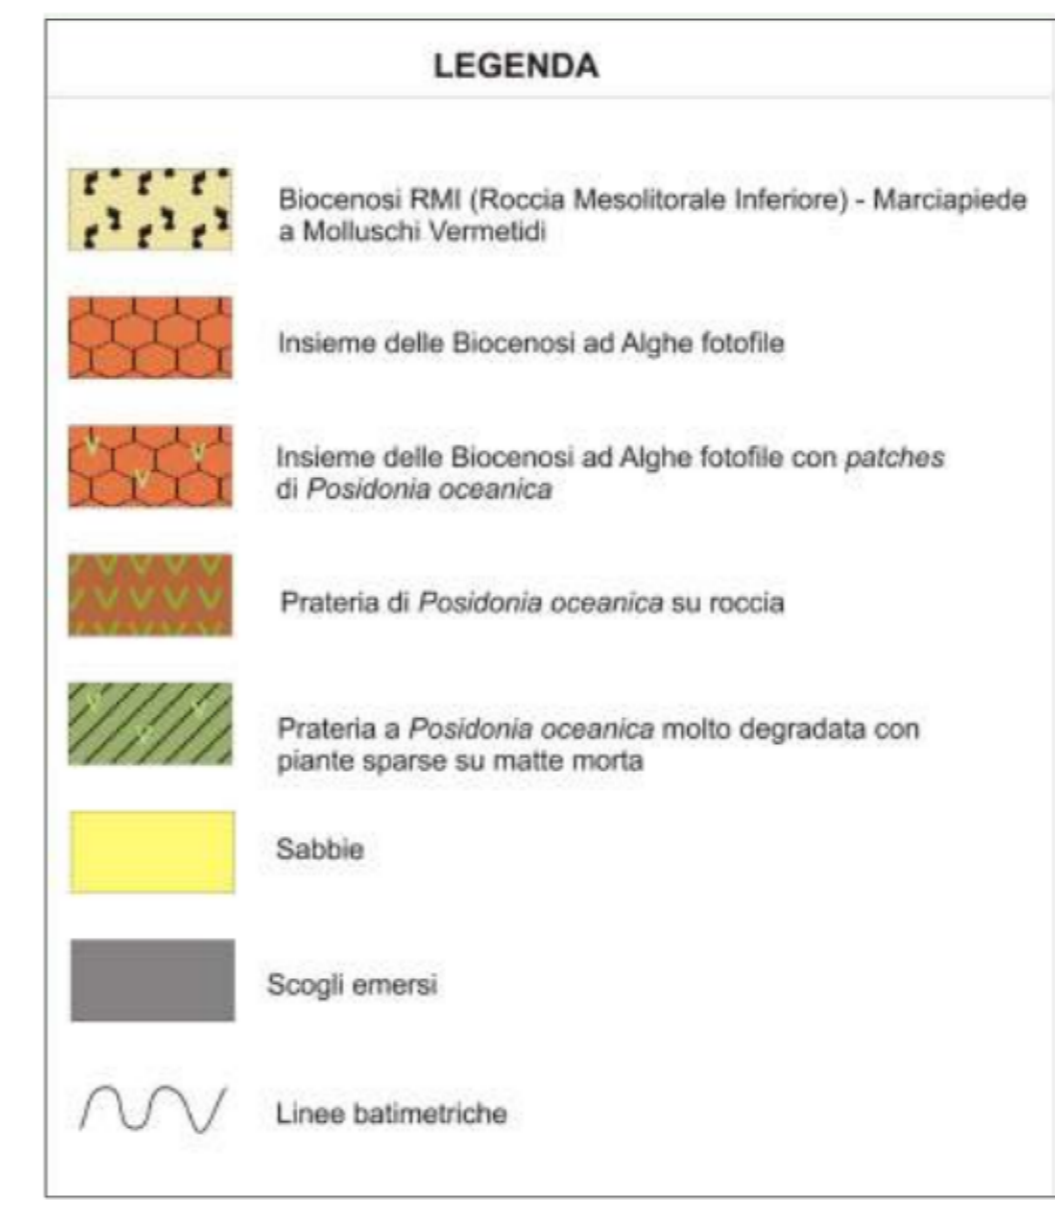 LEGENDA
Biocenosi RMI (Roccia Mesolitorale Inferiore) - Marciapiede
a Molluschi Vermetidi
Insieme delle Biocenosi ad Alghe fotofile
Insieme delle Biocenosi ad Alghe fotofile con patches
di Posidonia oceanica
Prateria di Posidonia oceanica su roccia
Prateria a Posidonia oceanica molto degradata con
piante sparse su matte morta
Sabbie
Scogli emersi
Linee batimetriche